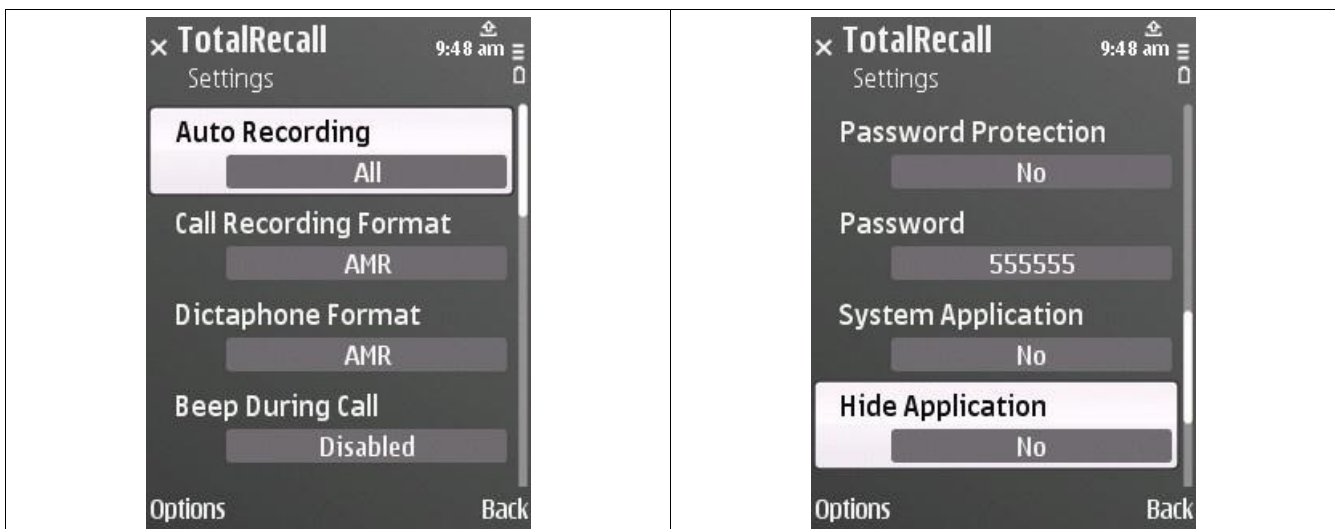 TotalRecall
9:48 am
Settings
Auto Recording
All
Call Recording Format
AMR
Dictaphone Format
AMR
Beep During Call
Disabled
Options Back
TotalRecall
9:48 am
Settings
Password Protection
No
Password
555555
System Application
No
Hide Application
No
Options Back